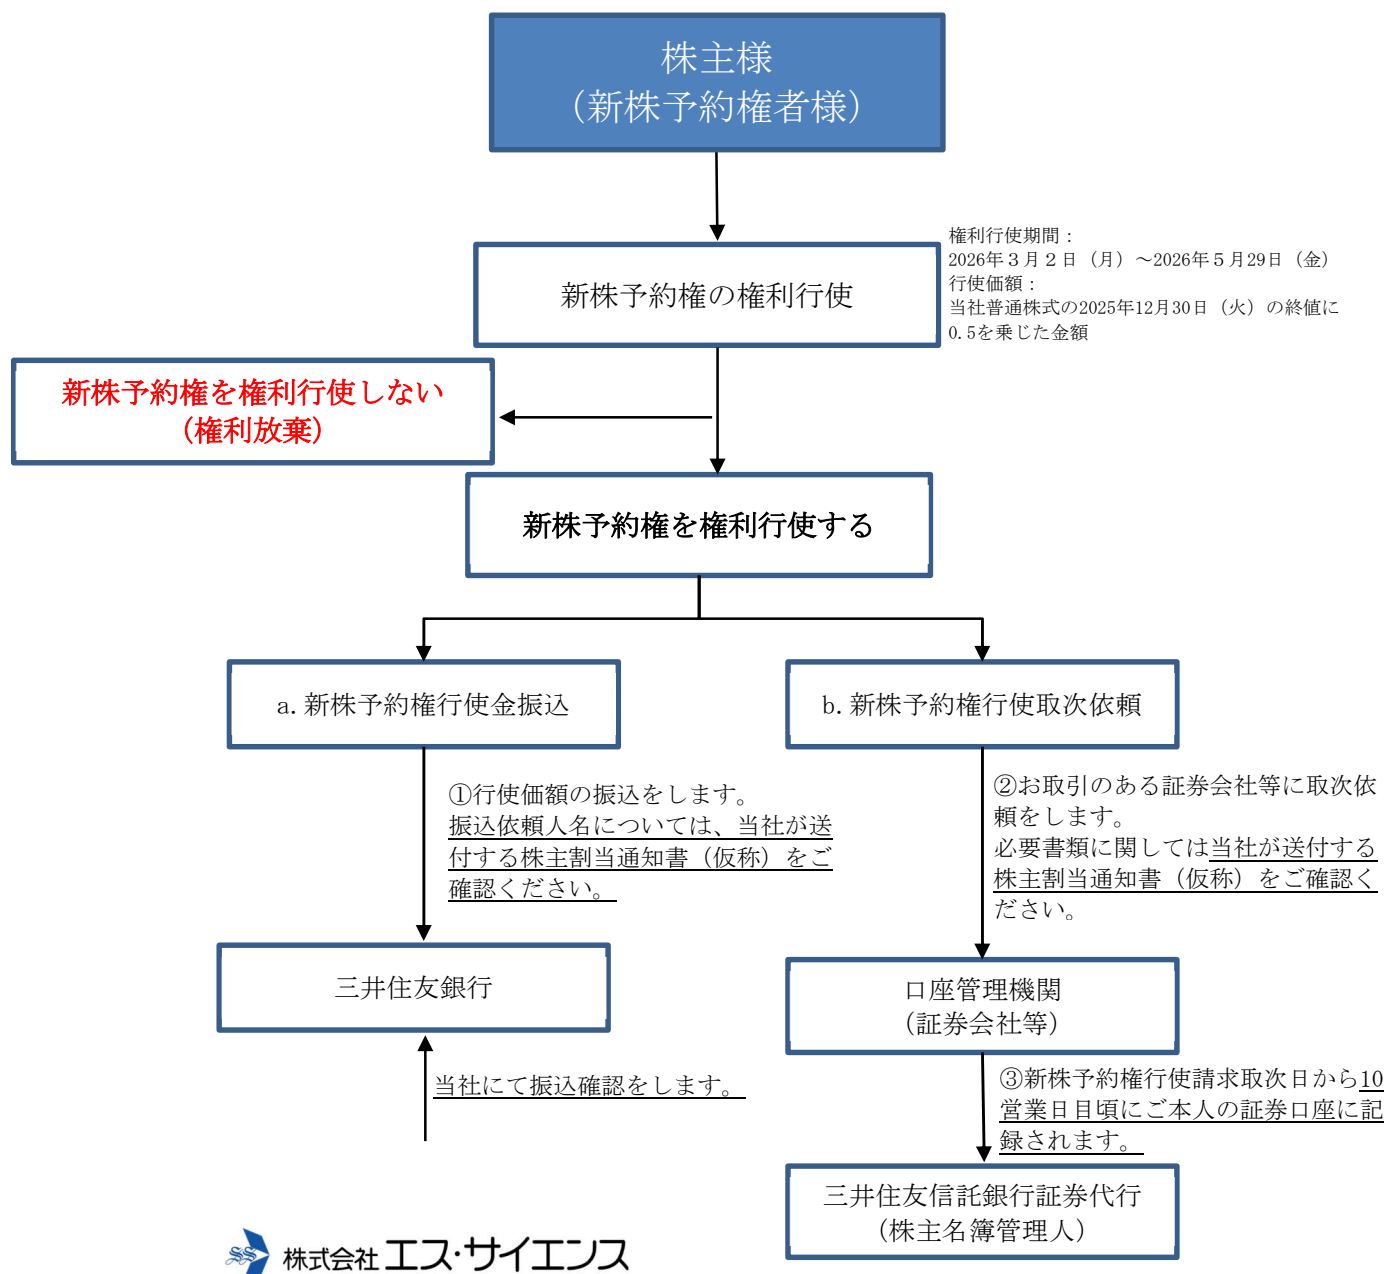 株主様
（新株予約権者様）
新株予約権の権利行使
権利行使期間：
2026年３月２日（月）～2026年５月29日（金）
行使価額：
当社普通株式の2025年12月30日（火）の終値に
0.5を乗じた金額
新株予約権を権利行使しない
（権利放棄）
新株予約権を権利行使する
a.新株予約権行使金振込
b.新株予約権行使取次依頼
①行使価額の振込をします。
振込依頼人名については、当社が送
付する株主割当通知書（仮称）をご
確認ください。
②お取引のある証券会社等に取次依
頼をします。
必要書類に関しては当社が送付する
株主割当通知書（仮称）をご確認く
ださい。
三井住友銀行
口座管理機関
（証券会社等）
当社にて振込確認をします。
③新株予約権行使請求取次日から10
営業日目頃にご本人の証券口座に記
録されます。
三井住友信託銀行証券代行
（株主名簿管理人）
株式会社エス・サイエンス